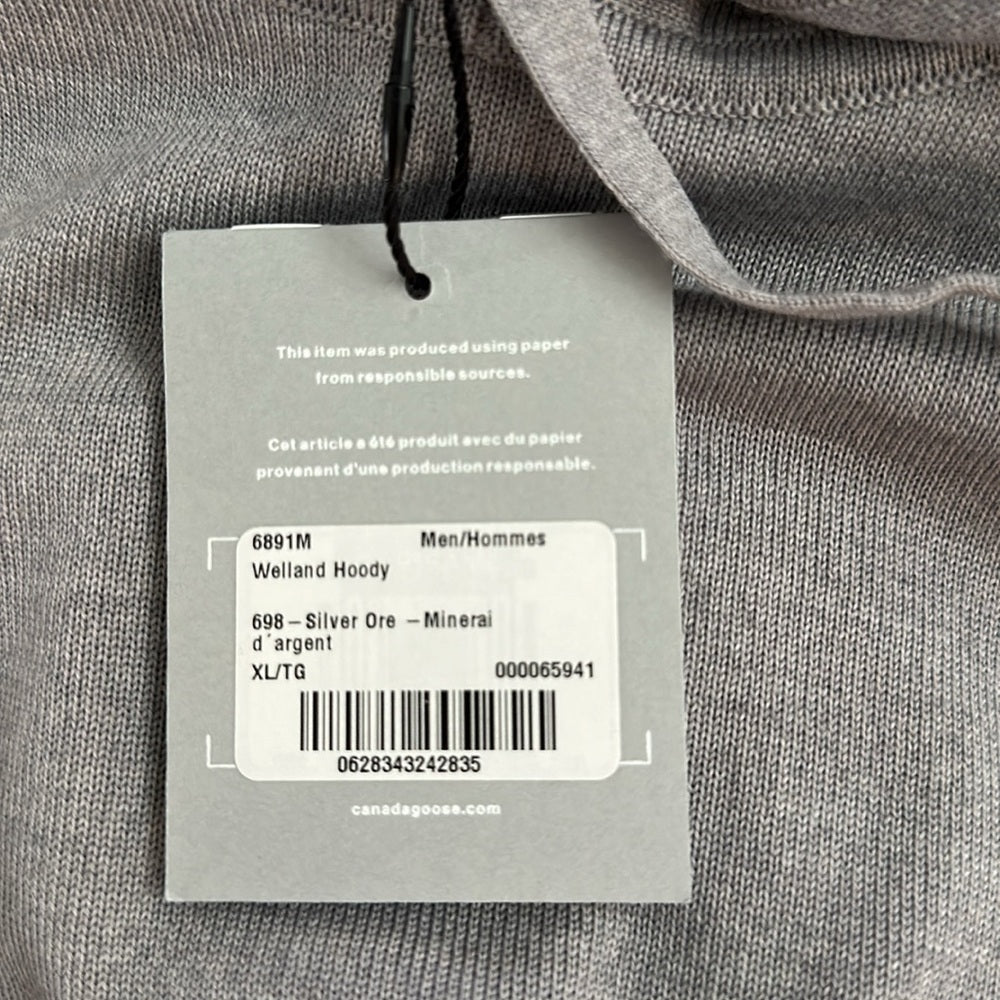 This item was produced using paper
from responsible sources.
Cet article a été produit avec du papier
provenant d'une production responsable.
6891M Men/Hommes
Welland Hoody
698 – Silver Ore – Minerai
d´argent
XL/TG 000065941
0628343242835
canadagoose.com